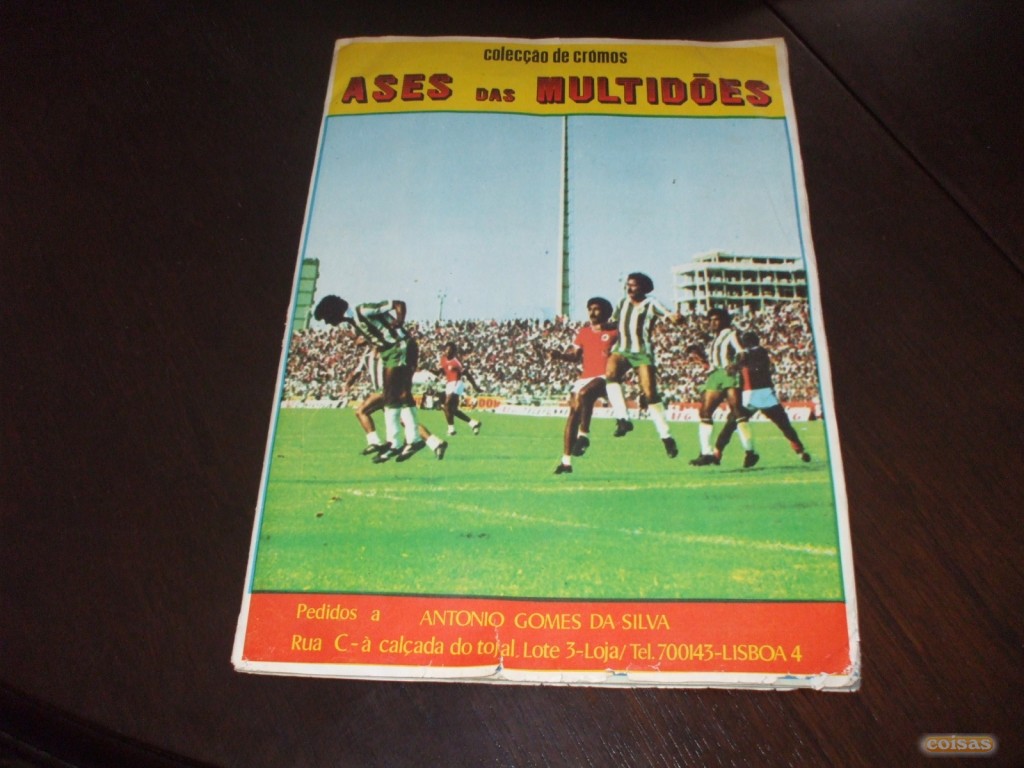 colecção de crómos
ASES DAS MULTIDÕES
Pedidos a ANTONIO GOMES DA SILVA
Rua C-à calçada do tojal. Lote 3-Loja/Tel. 700143-LISBOA 4
coisas